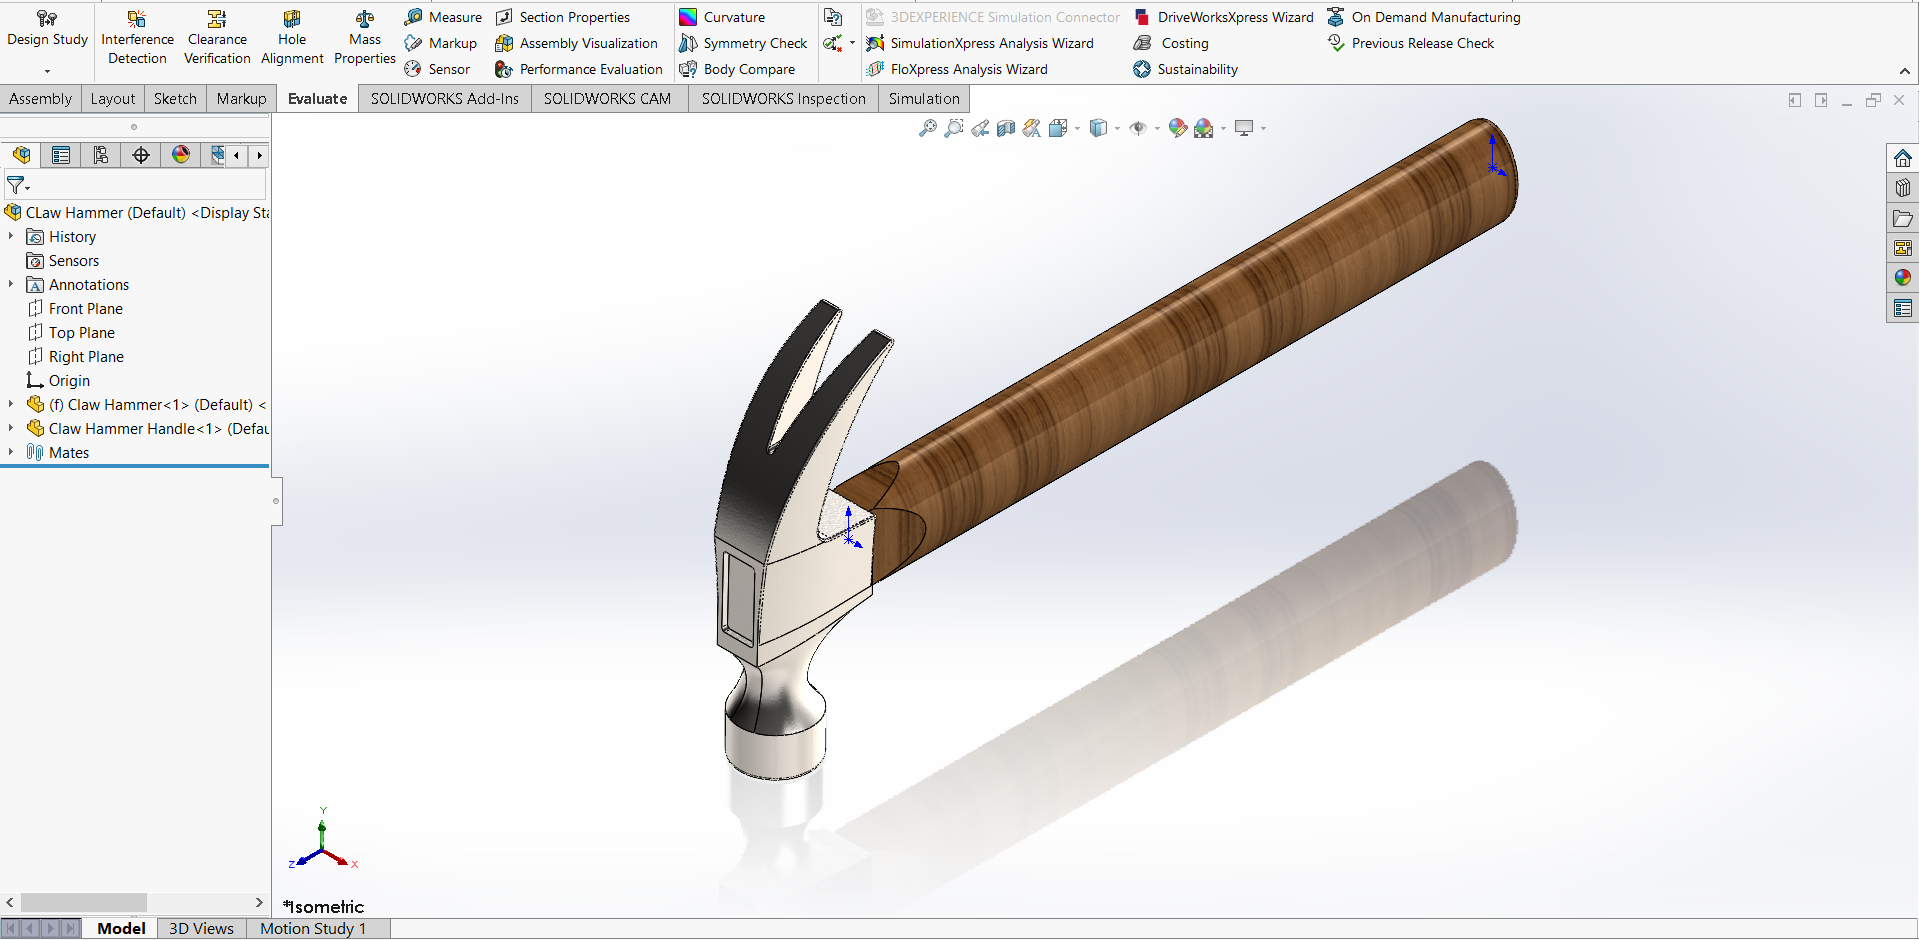 Design Study
Interference Detection
Clearance Verification
Hole Alignment
Mass Properties
Measure
Markup
Sensor
Section Properties
Assembly Visualization
Performance Evaluation
Curvature
Symmetry Check
Body Compare
3DEXPERIENCE Simulation Connector
SimulationXpress Analysis Wizard
FloXpress Analysis Wizard
DriveWorksXpress Wizard
Costing
Sustainability
On Demand Manufacturing
Previous Release Check
Assembly
Layout
Sketch
Markup
Evaluate
SOLIDWORKS Add-Ins
SOLIDWORKS CAM
SOLIDWORKS Inspection
Simulation
CLaw Hammer (Default) <Display Sta
History
Sensors
Annotations
Front Plane
Top Plane
Right Plane
Origin
(f) Claw Hammer<1> (Default) <
Claw Hammer Handle<1> (Defau
Mates
Y
Z
X
*Isometric
Model
3D Views
Motion Study 1